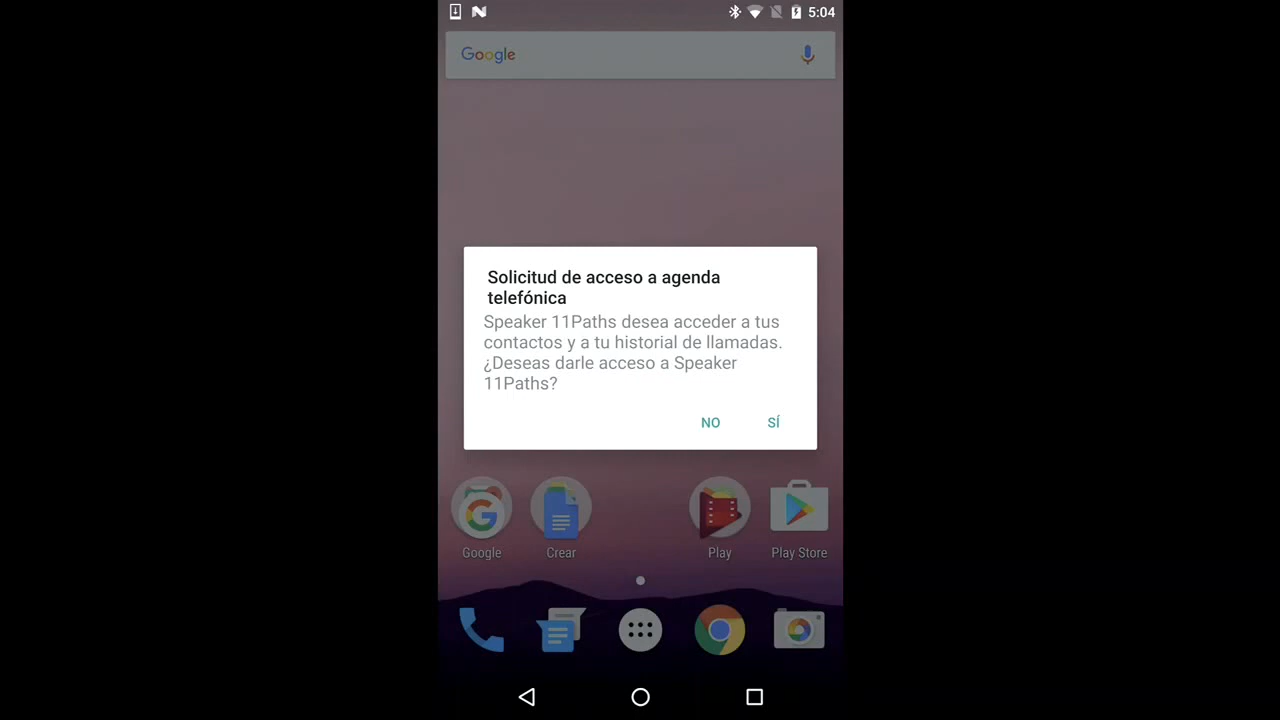 5:04
Google
Solicitud de acceso a agenda
telefónica
Speaker 11Paths desea acceder a tus
contactos y a tu historial de llamadas.
¿Deseas darle acceso a Speaker
11Paths?
NO SÍ
Google Crear Play Play Store